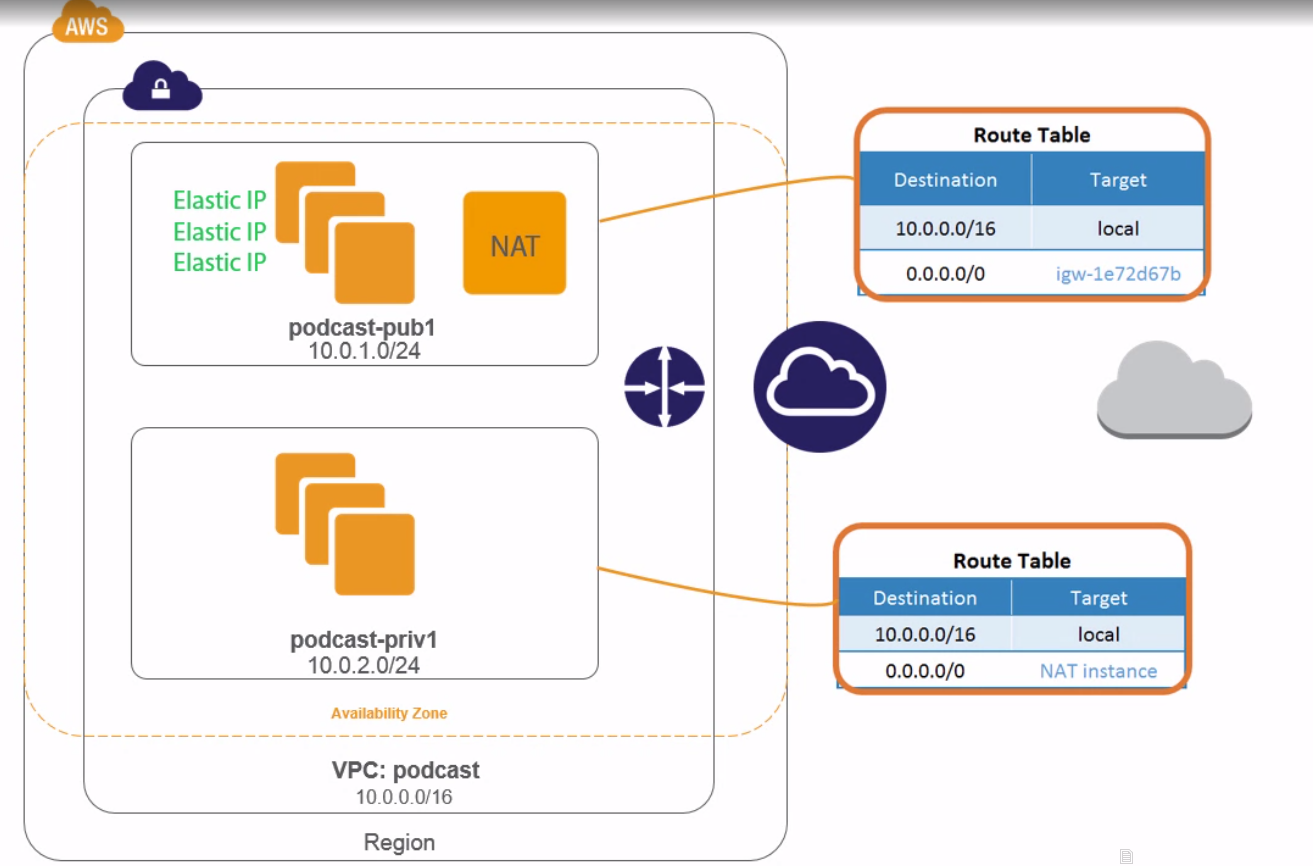 AWS
Elastic IP
Elastic IP
Elastic IP
NAT
podcast-pub1
10.0.1.0/24
podcast-priv1
10.0.2.0/24
Availability Zone
VPC: podcast
10.0.0.0/16
Region
Route Table
Destination Target
10.0.0.0/16 local
0.0.0.0/0 igw-1e72d67b
Route Table
Destination Target
10.0.0.0/16 local
0.0.0.0/0 NAT instance